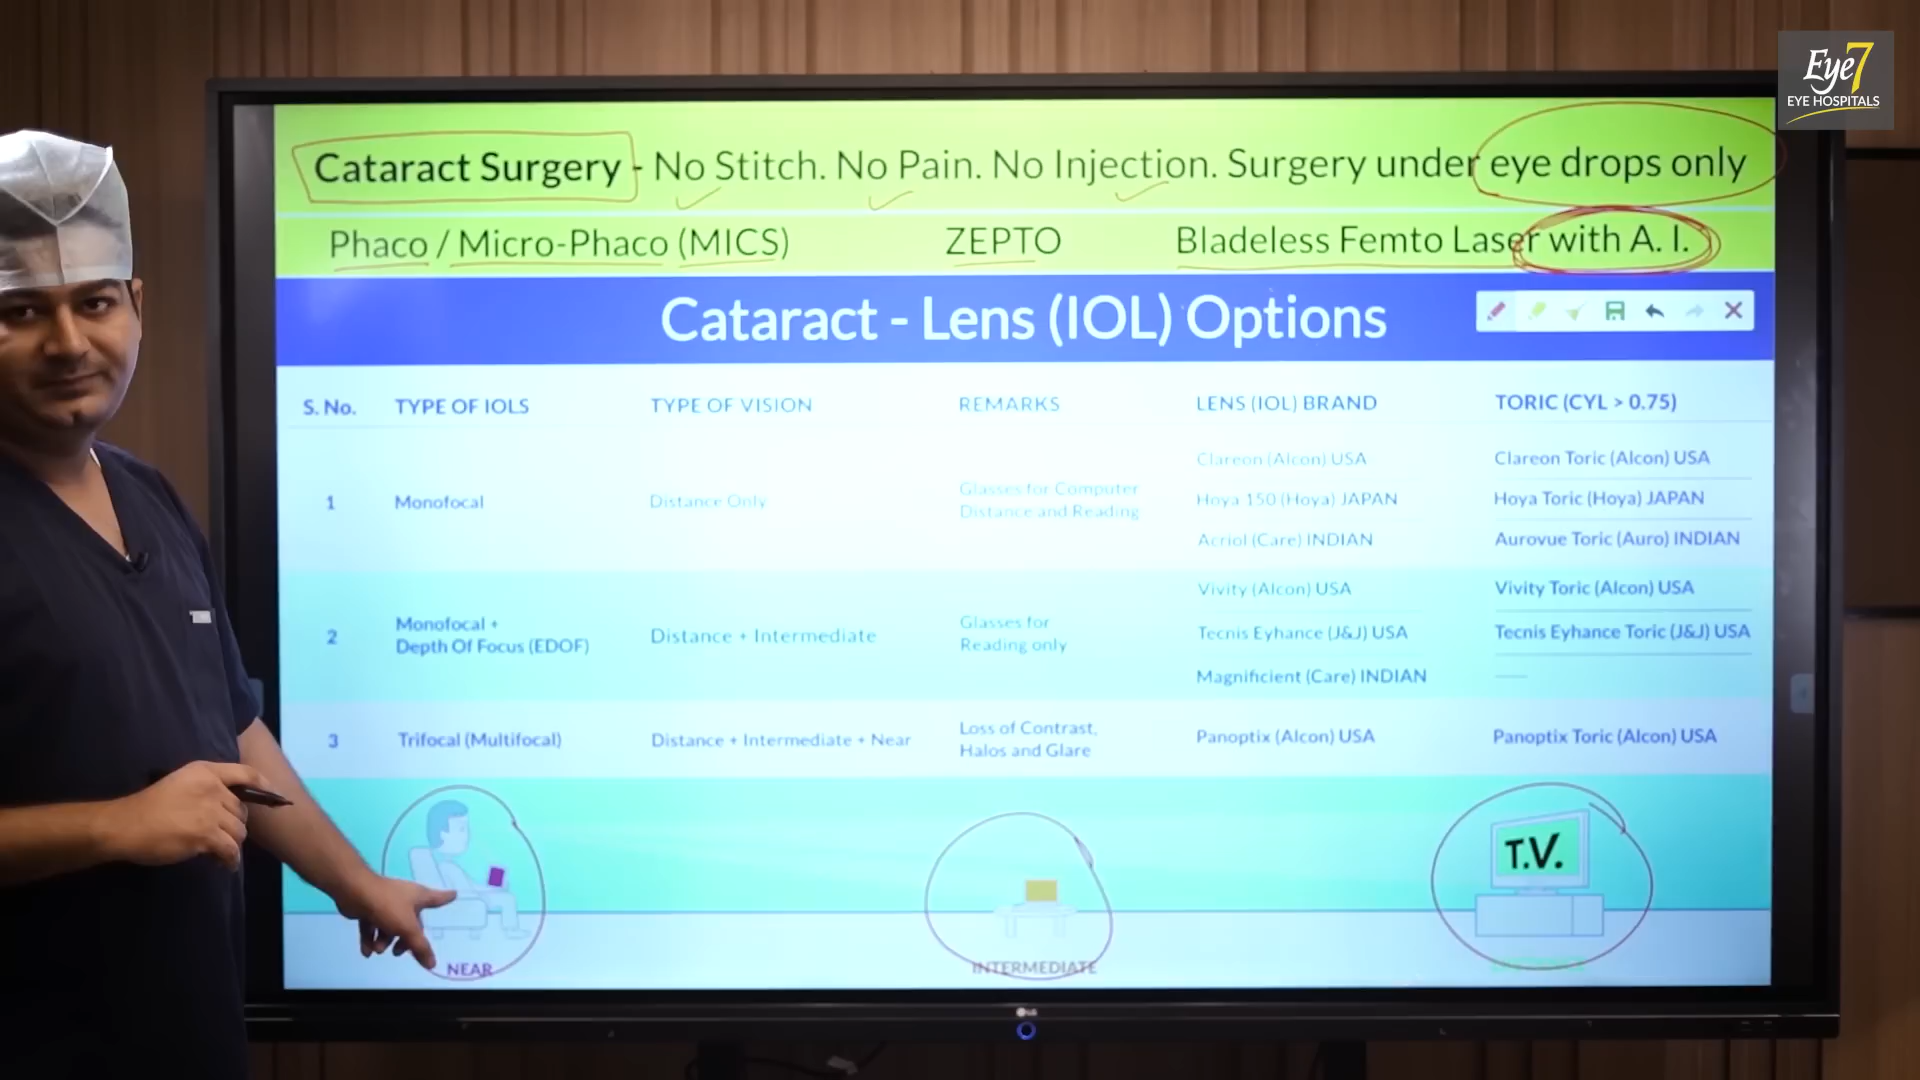 Eye7
EYE HOSPITALS
Cataract Surgery - No Stitch. No Pain. No Injection. Surgery under eye drops only
Phaco / Micro-Phaco (MICS) ZEPTO Bladeless Femto Laser with A. I.
Cataract - Lens (IOL) Options
S. No. TYPE OF IOLS TYPE OF VISION REMARKS LENS (IOL) BRAND TORIC (CYL > 0.75)
1 Monofocal Distance Only
Glasses for Computer
Distance and Reading
Clareon (Alcon) USA Clareon Toric (Alcon) USA
Hoya 150 (Hoya) JAPAN Hoya Toric (Hoya) JAPAN
Acriol (Care) INDIAN Aurovue Toric (Auro) INDIAN
2 Monofocal +
Depth Of Focus (EDOF)
Distance + Intermediate
Glasses for
Reading only
Vivity (Alcon) USA Vivity Toric (Alcon) USA
Tecnis Eyhance (J&J) USA Tecnis Eyhance Toric (J&J) USA
Magnificient (Care) INDIAN
3 Trifocal (Multifocal) Distance + Intermediate + Near
Loss of Contrast,
Halos and Glare
Panoptix (Alcon) USA Panoptix Toric (Alcon) USA
T.V.
NEAR INTERMEDIATE
LG